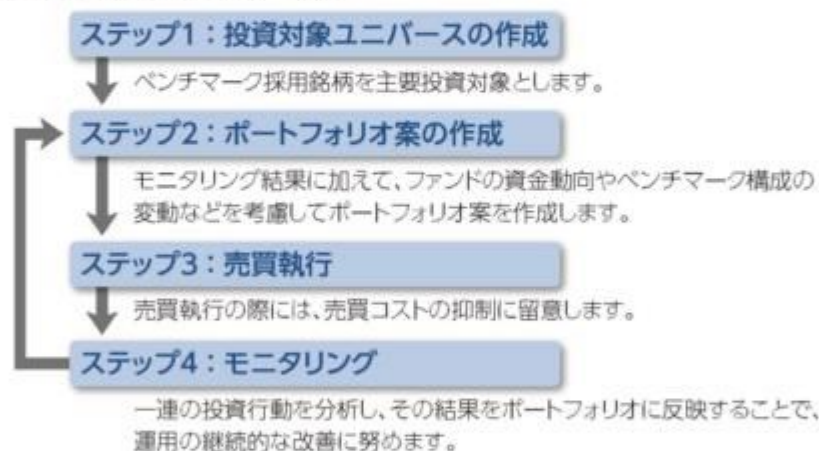 ステップ1：投資対象ユニバースの作成
ベンチマーク採用銘柄を主要投資対象とします。
ステップ2：ポートフォリオ案の作成
モニタリング結果に加えて、ファンドの資金動向やベンチマーク構成の
変動などを考慮してポートフォリオ案を作成します。
ステップ3：売買執行
売買執行の際には、売買コストの抑制に留意します。
ステップ4：モニタリング
一連の投資行動を分析し、その結果をポートフォリオに反映することで、
運用の継続的な改善に努めます。